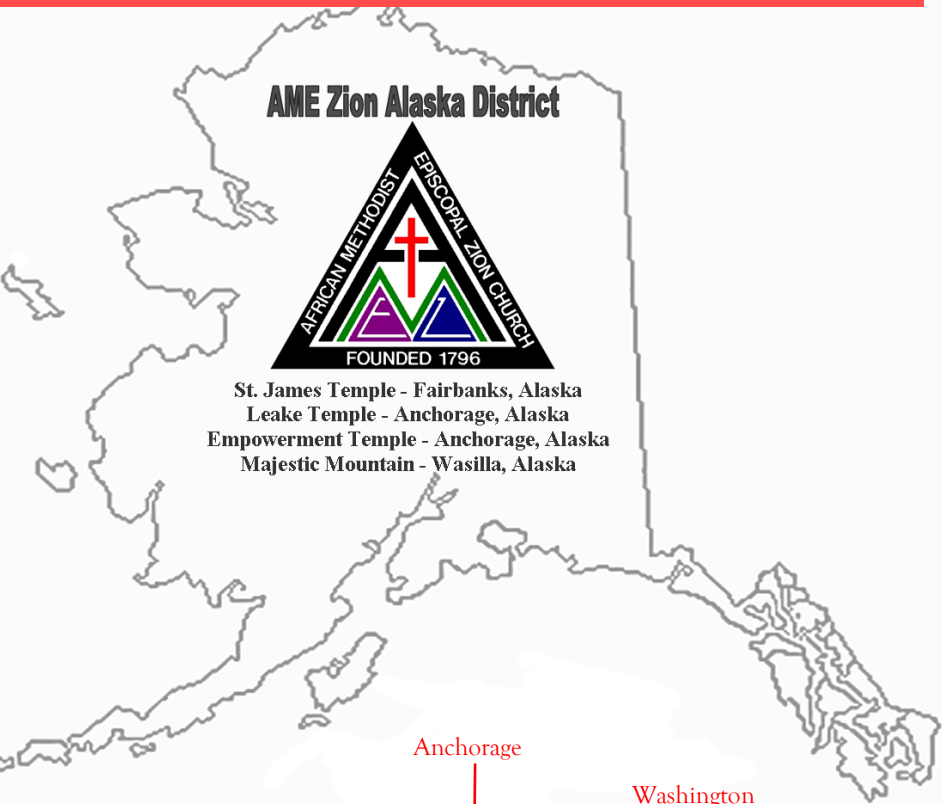 AME Zion Alaska District
AFRICAN METHODIST
EPISCOPAL ZION CHURCH
A
M
E
Z
FOUNDED 1796
St. James Temple - Fairbanks, Alaska
Leake Temple - Anchorage, Alaska
Empowerment Temple - Anchorage, Alaska
Majestic Mountain - Wasilla, Alaska
Anchorage
Washington